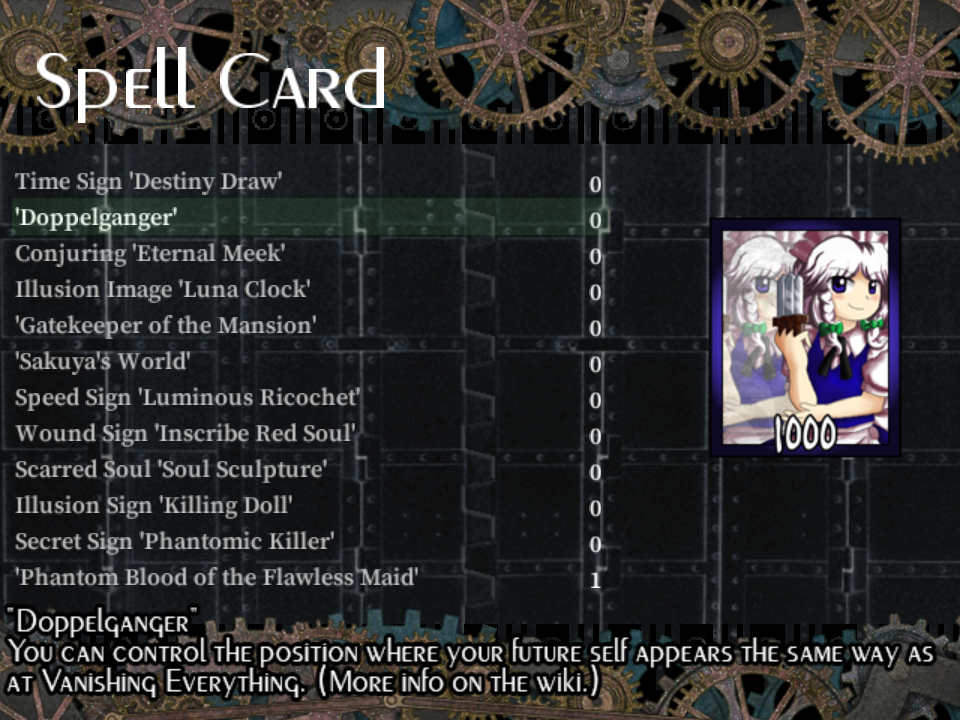 Spell Card
Time Sign 'Destiny Draw' 0
'Doppelganger' 0
Conjuring 'Eternal Meek' 0
Illusion Image 'Luna Clock' 0
'Gatekeeper of the Mansion' 0
'Sakuya's World' 0
Speed Sign 'Luminous Ricochet' 0
Wound Sign 'Inscribe Red Soul' 0
Scarred Soul 'Soul Sculpture' 0
Illusion Sign 'Killing Doll' 0
Secret Sign 'Phantomic Killer' 0
'Phantom Blood of the Flawless Maid' 1
1000
"Doppelganger"
You can control the position where your future self appears the same way as
at Vanishing Everything. (More info on the wiki.)